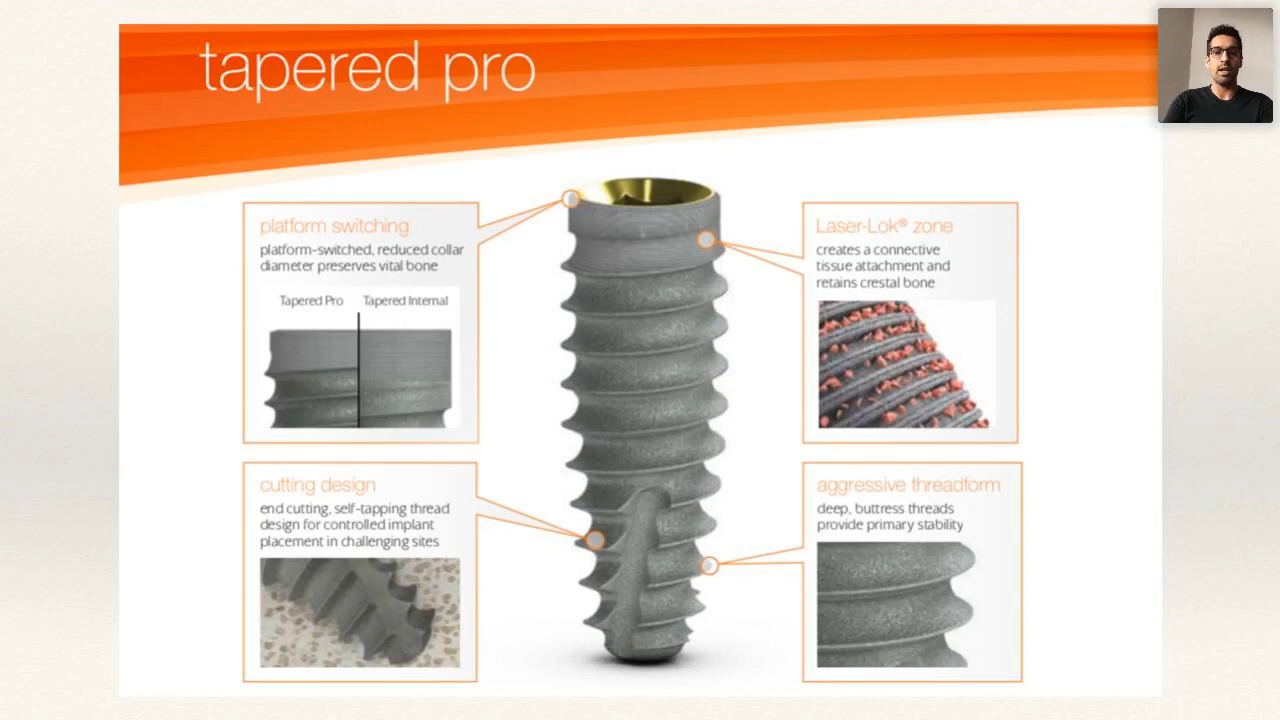 tapered pro
platform switching
platform-switched, reduced collar
diameter preserves vital bone
Tapered Pro
Tapered Internal
Laser-Lok® zone
creates a connective
tissue attachment and
retains crestal bone
cutting design
end cutting, self-tapping thread
design for controlled implant
placement in challenging sites
aggressive threadform
deep, buttress threads
provide primary stability